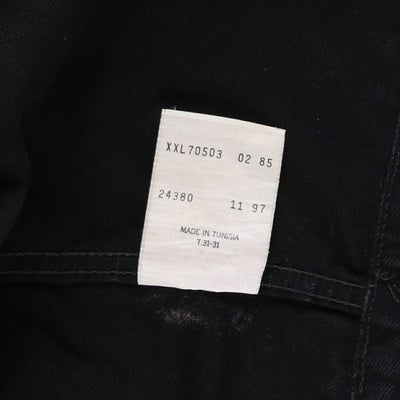 XXL70503 02 85
24380 11 97
MADE IN TUNISIA
T.31-31